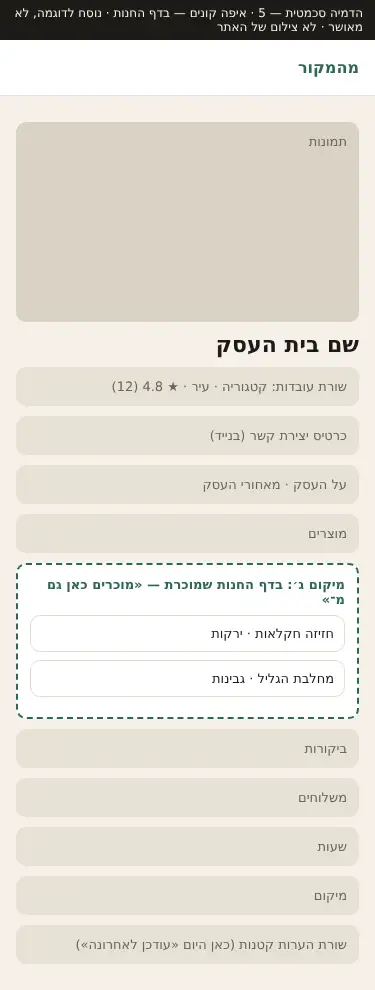 הדמיה סכמטית — 5 · איפה קונים — בדף החנות · נוסח לדוגמה, לא
מאושר · לא צילום של האתר
מהמקור
תמונות
שם בית העסק
שורת עובדות: קטגוריה · עיר · ★ 4.8 (12)
כרטיס יצירת קשר (בנייד)
על העסק · מאחורי העסק
מוצרים
מיקום ג׳: בדף החנות שמוכרת — «מוכרים כאן גם
מ־»
חזיזה חקלאות · ירקות
מחלבת הגליל · גבינות
ביקורות
משלוחים
שעות
מיקום
שורת הערות קטנות (כאן היום «עודכן לאחרונה»)